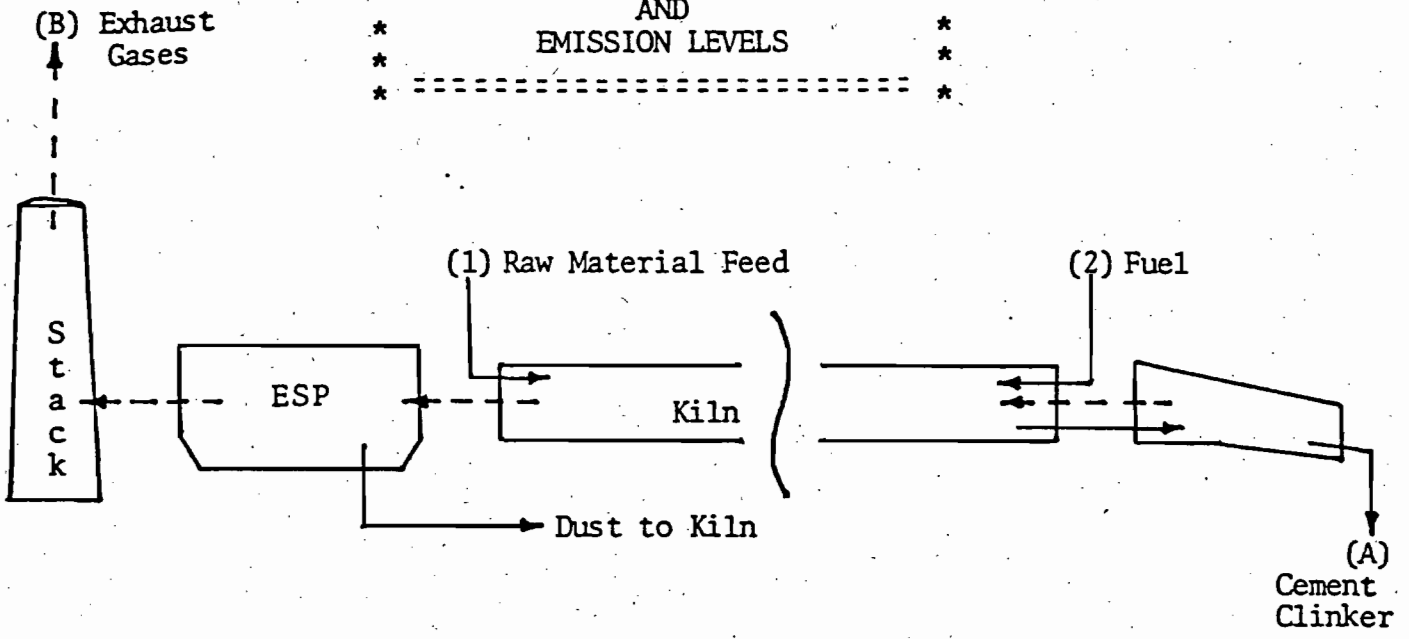 AND
EMISSION LEVELS
(B) Exhaust
Gases
(1) Raw Material Feed
(2) Fuel
Stack
ESP
Kiln
Dust to Kiln
(A)
Cement
Clinker